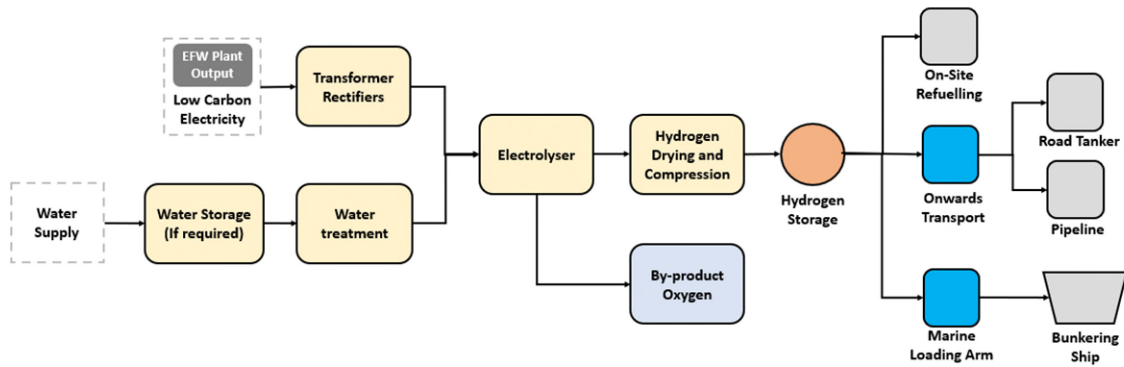 EFW Plant
Output
Low Carbon
Electricity
Transformer
Rectifiers
Water
Supply
Water Storage
(If required)
Water
treatment
Electrolyser
Hydrogen
Drying and
Compression
By-product
Oxygen
Hydrogen
Storage
On-Site
Refuelling
Onwards
Transport
Road Tanker
Pipeline
Marine
Loading Arm
Bunkering
Ship